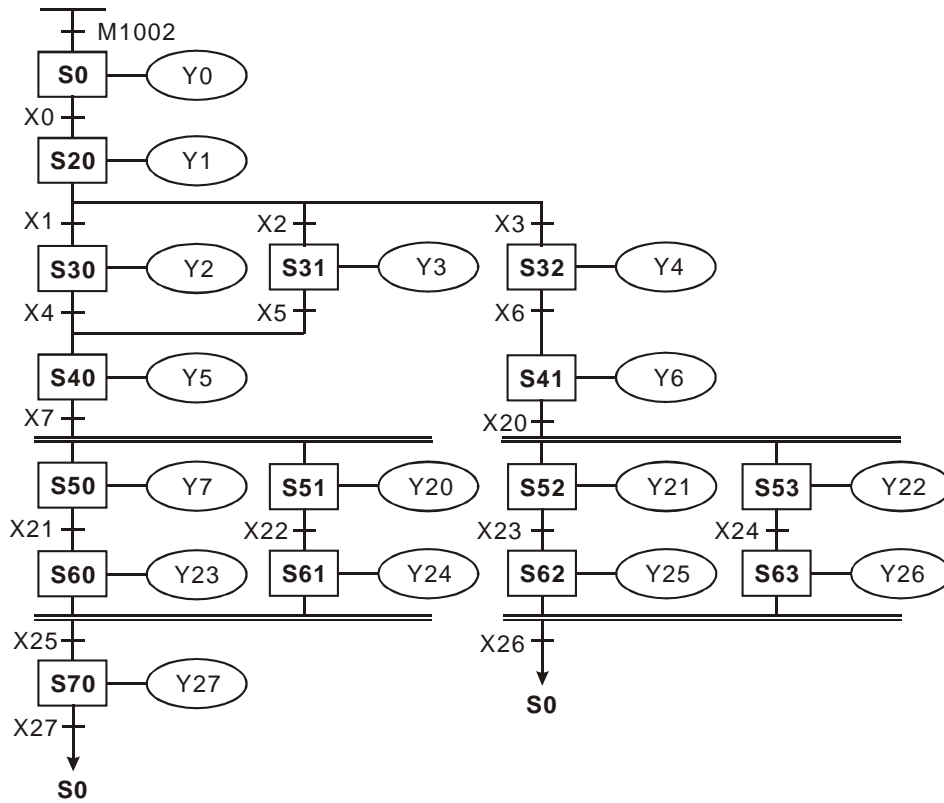 M1002
S0 Y0
X0
S20 Y1
X1 X2 X3
S30 Y2 S31 Y3 S32 Y4
X4 X5 X6
S40 Y5 S41 Y6
X7 X20
S50 Y7 S51 Y20 S52 Y21 S53 Y22
X21 X22 X23 X24
S60 Y23 S61 Y24 S62 Y25 S63 Y26
X25 X26
S70 Y27 S0
X27
S0